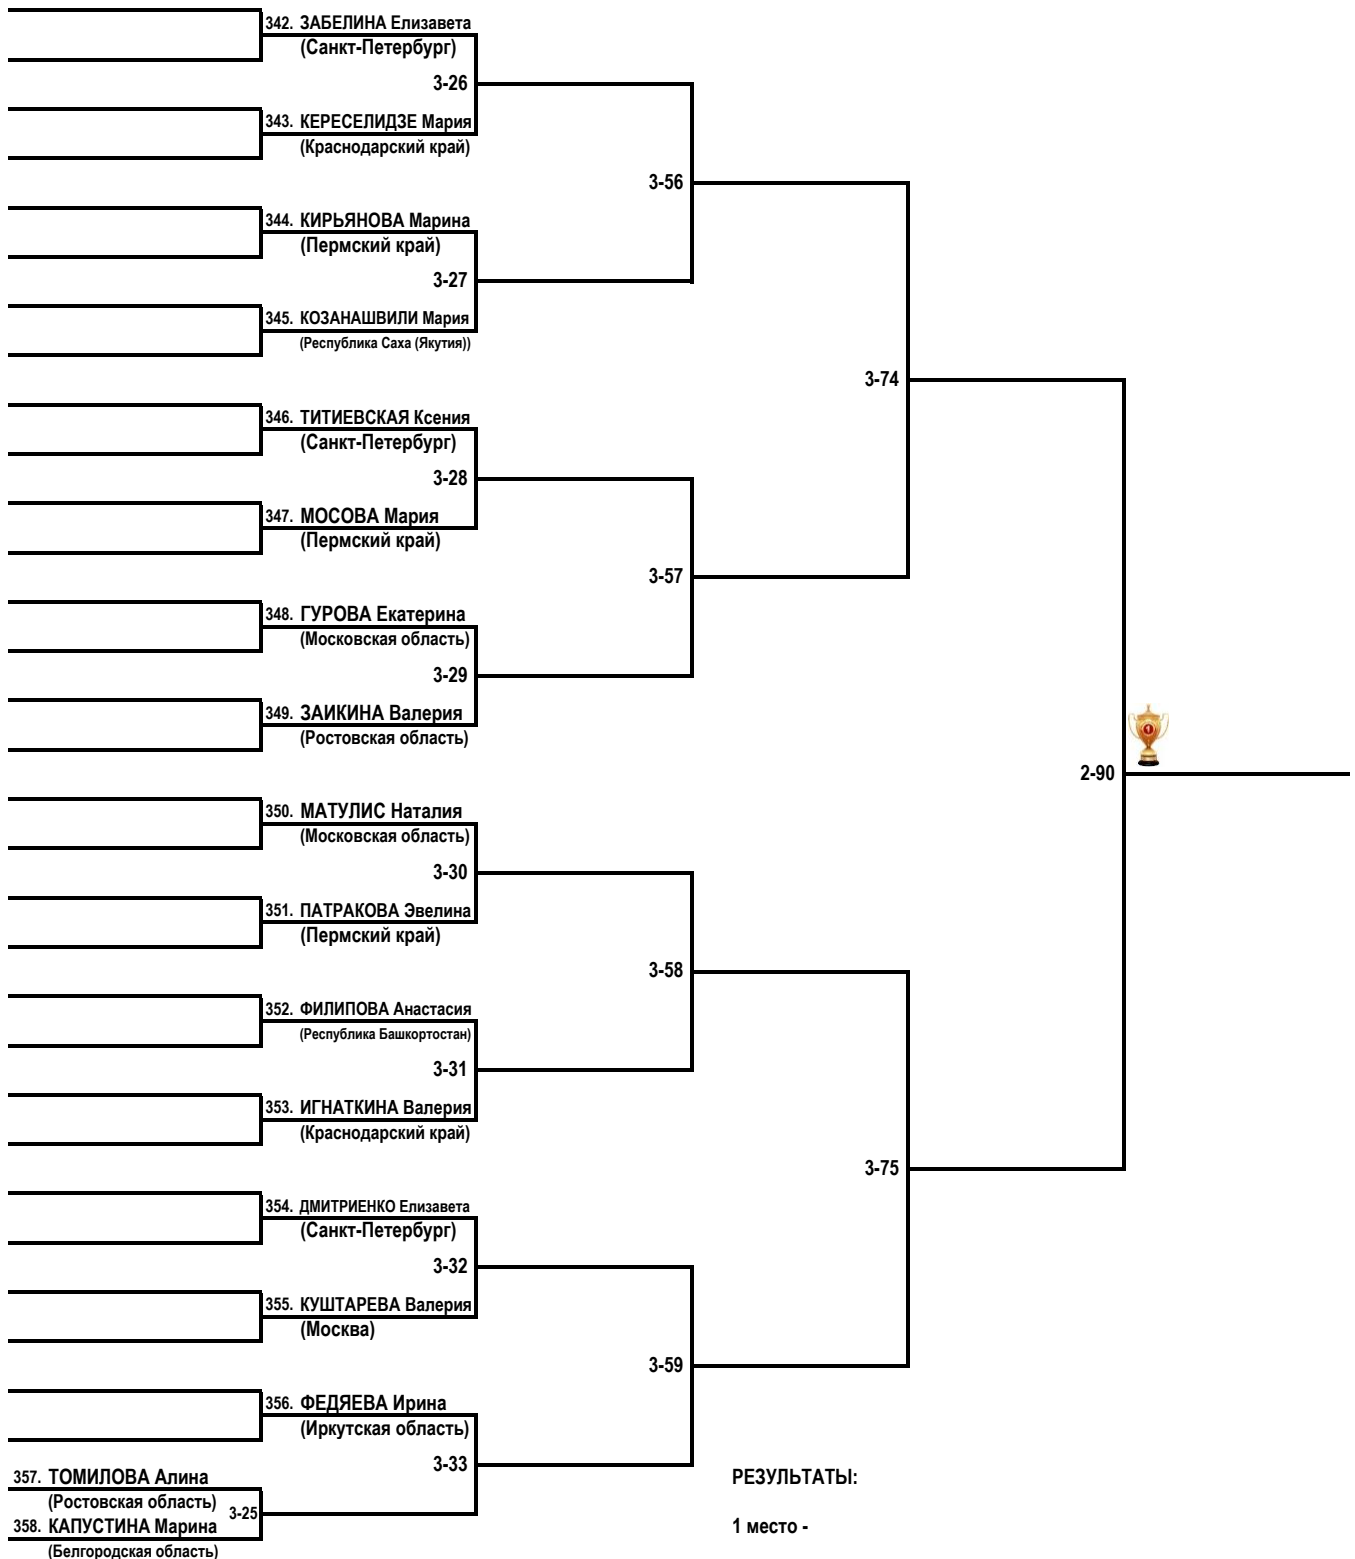 342. ЗАБЕЛИНА Елизавета
(Санкт-Петербург)
3-26
343. КЕРЕСЕЛИДЗЕ Мария
(Краснодарский край)
3-56
344. КИРЬЯНОВА Марина
(Пермский край)
3-27
345. КОЗАНАШВИЛИ Мария
(Республика Саха (Якутия))
3-74
346. ТИТИЕВСКАЯ Ксения
(Санкт-Петербург)
3-28
347. МОСОВА Мария
(Пермский край)
3-57
348. ГУРОВА Екатерина
(Московская область)
3-29
349. ЗАИКИНА Валерия
(Ростовская область)
1
2-90
350. МАТУЛИС Наталия
(Московская область)
3-30
351. ПАТРАКОВА Эвелина
(Пермский край)
3-58
352. ФИЛИПОВА Анастасия
(Республика Башкортостан)
3-31
353. ИГНАТКИНА Валерия
(Краснодарский край)
3-75
354. ДМИТРИЕНКО Елизавета
(Санкт-Петербург)
3-32
355. КУШТАРЕВА Валерия
(Москва)
3-59
356. ФЕДЯЕВА Ирина
(Иркутская область)
3-33
357. ТОМИЛОВА Алина
РЕЗУЛЬТАТЫ:
(Ростовская область)
3-25
358. КАПУСТИНА Марина
1 место -
(Белгородская область)